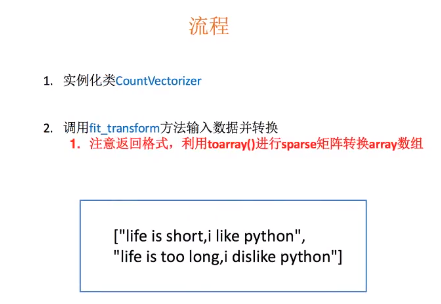 流程
1. 实例化类CountVectorizer
2. 调用fit_transform方法输入数据并转换
1. 注意返回格式，利用toarray()进行sparse矩阵转换array数组
["life is short,i like python",
"life is too long,i dislike python"]